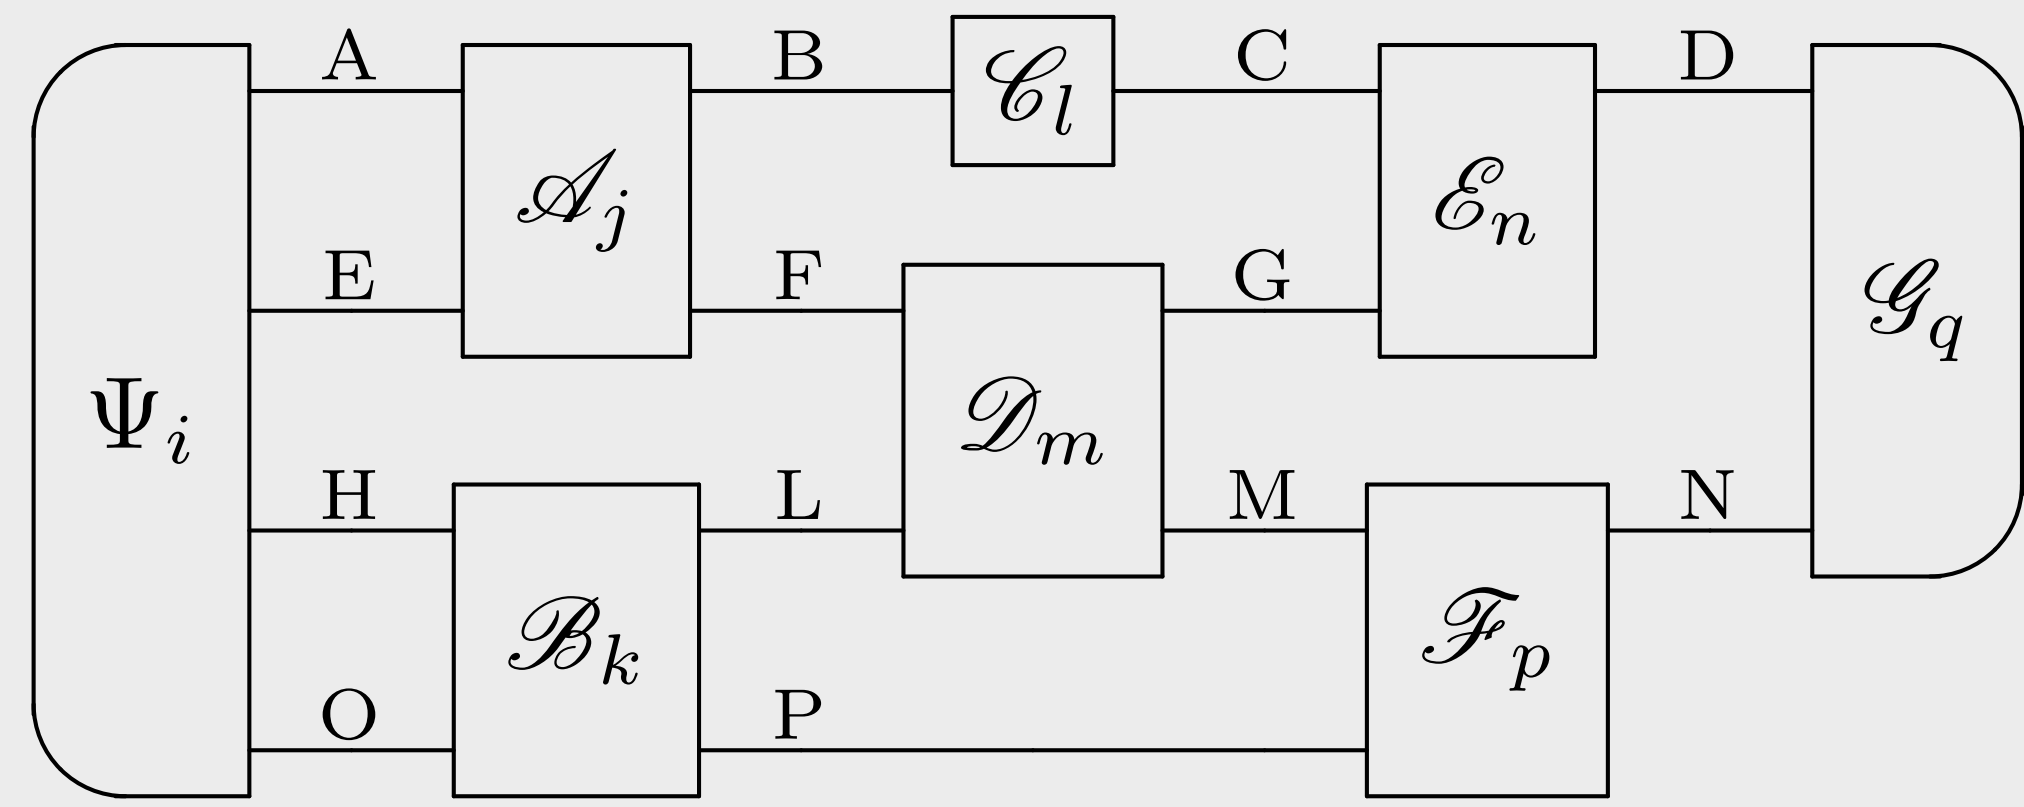 A B 𝒞_l C D
𝒜_j ℰ_n
E F G 𝒢_q
Ψ_i 𝒟_m
H L M N
ℬ_k ℱ_p
O P